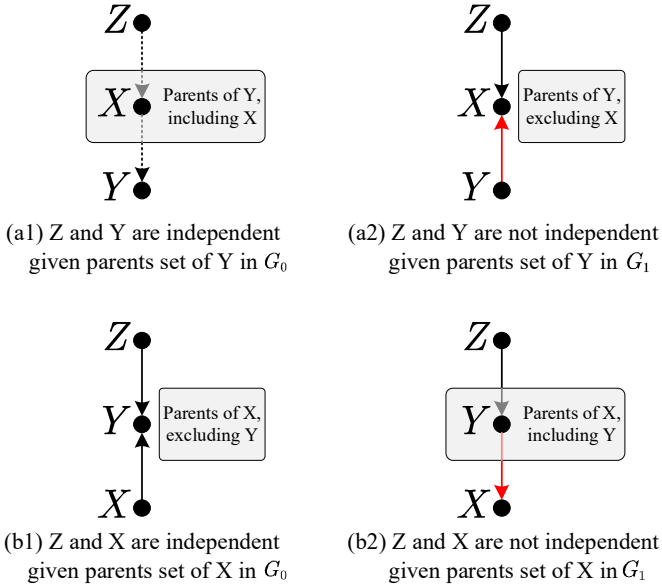 Z
X
Parents of Y,
including X
Y
(a1) Z and Y are independent
given parents set of Y in G₀
Z
X
Parents of Y,
excluding X
Y
(a2) Z and Y are not independent
given parents set of Y in G₁
Z
Y
Parents of X,
excluding Y
X
(b1) Z and X are independent
given parents set of X in G₀
Z
Y
Parents of X,
including Y
X
(b2) Z and X are not independent
given parents set of X in G₁